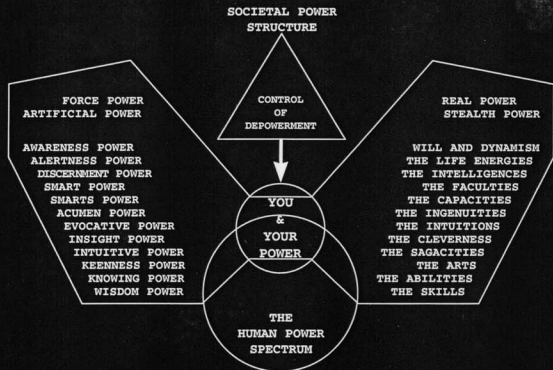 SOCIETAL POWER
STRUCTURE
CONTROL
OF
DEPOWERMENT
FORCE POWER
ARTIFICIAL POWER
AWARENESS POWER
ALERTNESS POWER
DISCERNMENT POWER
SMART POWER
SMARTS POWER
ACUMEN POWER
EVOCATIVE POWER
INSIGHT POWER
INTUITIVE POWER
KEENNESS POWER
KNOWING POWER
WISDOM POWER
YOU
&
YOUR
POWER
REAL POWER
STEALTH POWER
WILL AND DYNAMISM
THE LIFE ENERGIES
THE INTELLIGENCES
THE FACULTIES
THE CAPACITIES
THE INGENUITIES
THE INTUITIONS
THE CLEVERNESS
THE SAGACITIES
THE ARTS
THE ABILITIES
THE SKILLS
THE
HUMAN POWER
SPECTRUM